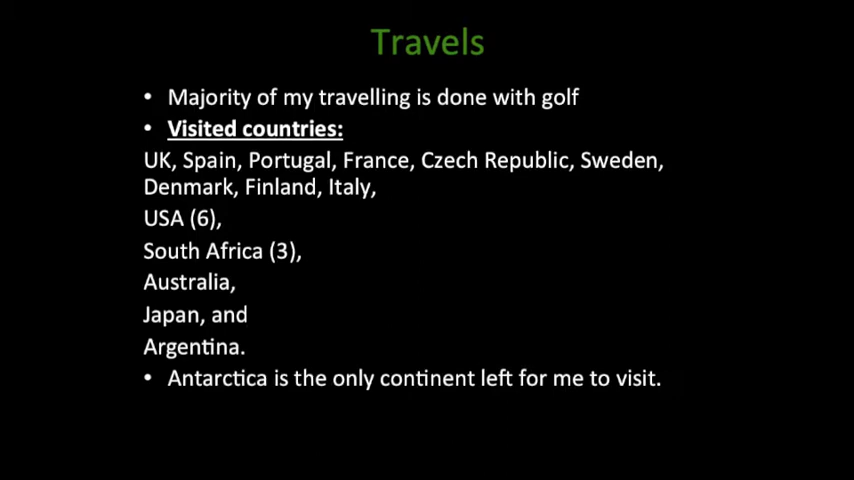 Travels
• Majority of my travelling is done with golf
• Visited countries:
UK, Spain, Portugal, France, Czech Republic, Sweden,
Denmark, Finland, Italy,
USA (6),
South Africa (3),
Australia,
Japan, and
Argentina.
• Antarctica is the only continent left for me to visit.